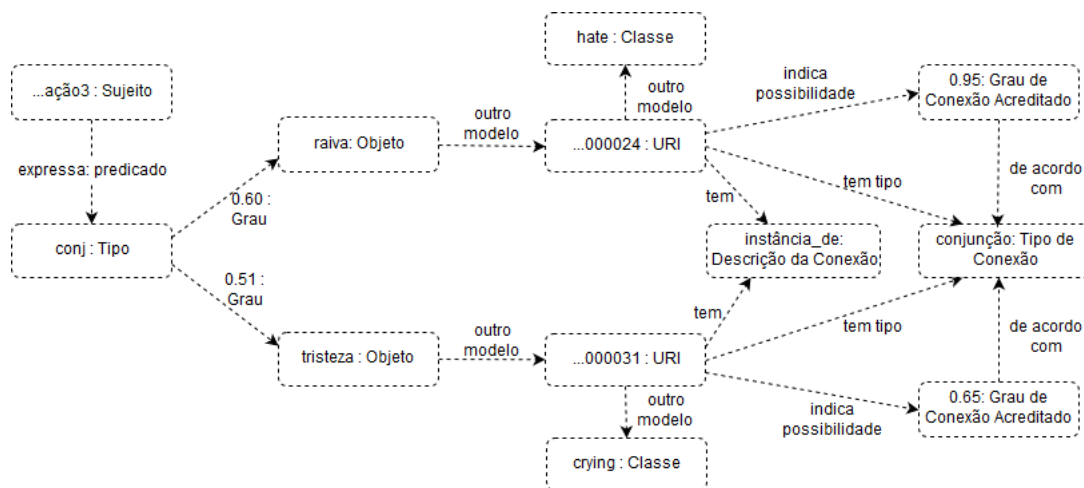 hate : Classe
...ação3 : Sujeito
outro
modelo
indica
possibilidade
0.95: Grau de
Conexão Acreditado
raiva: Objeto
outro
modelo
...000024 : URI
expressa: predicado
de acordo
com
0.60 :
Grau
tem
tem tipo
conj : Tipo
instância_de:
Descrição da Conexão
conjunção: Tipo de
Conexão
0.51 :
Grau
tem
tem tipo
de acordo
com
tristeza : Objeto
outro
modelo
...000031 : URI
0.65: Grau de
Conexão Acreditado
outro
modelo
indica
possibilidade
crying : Classe